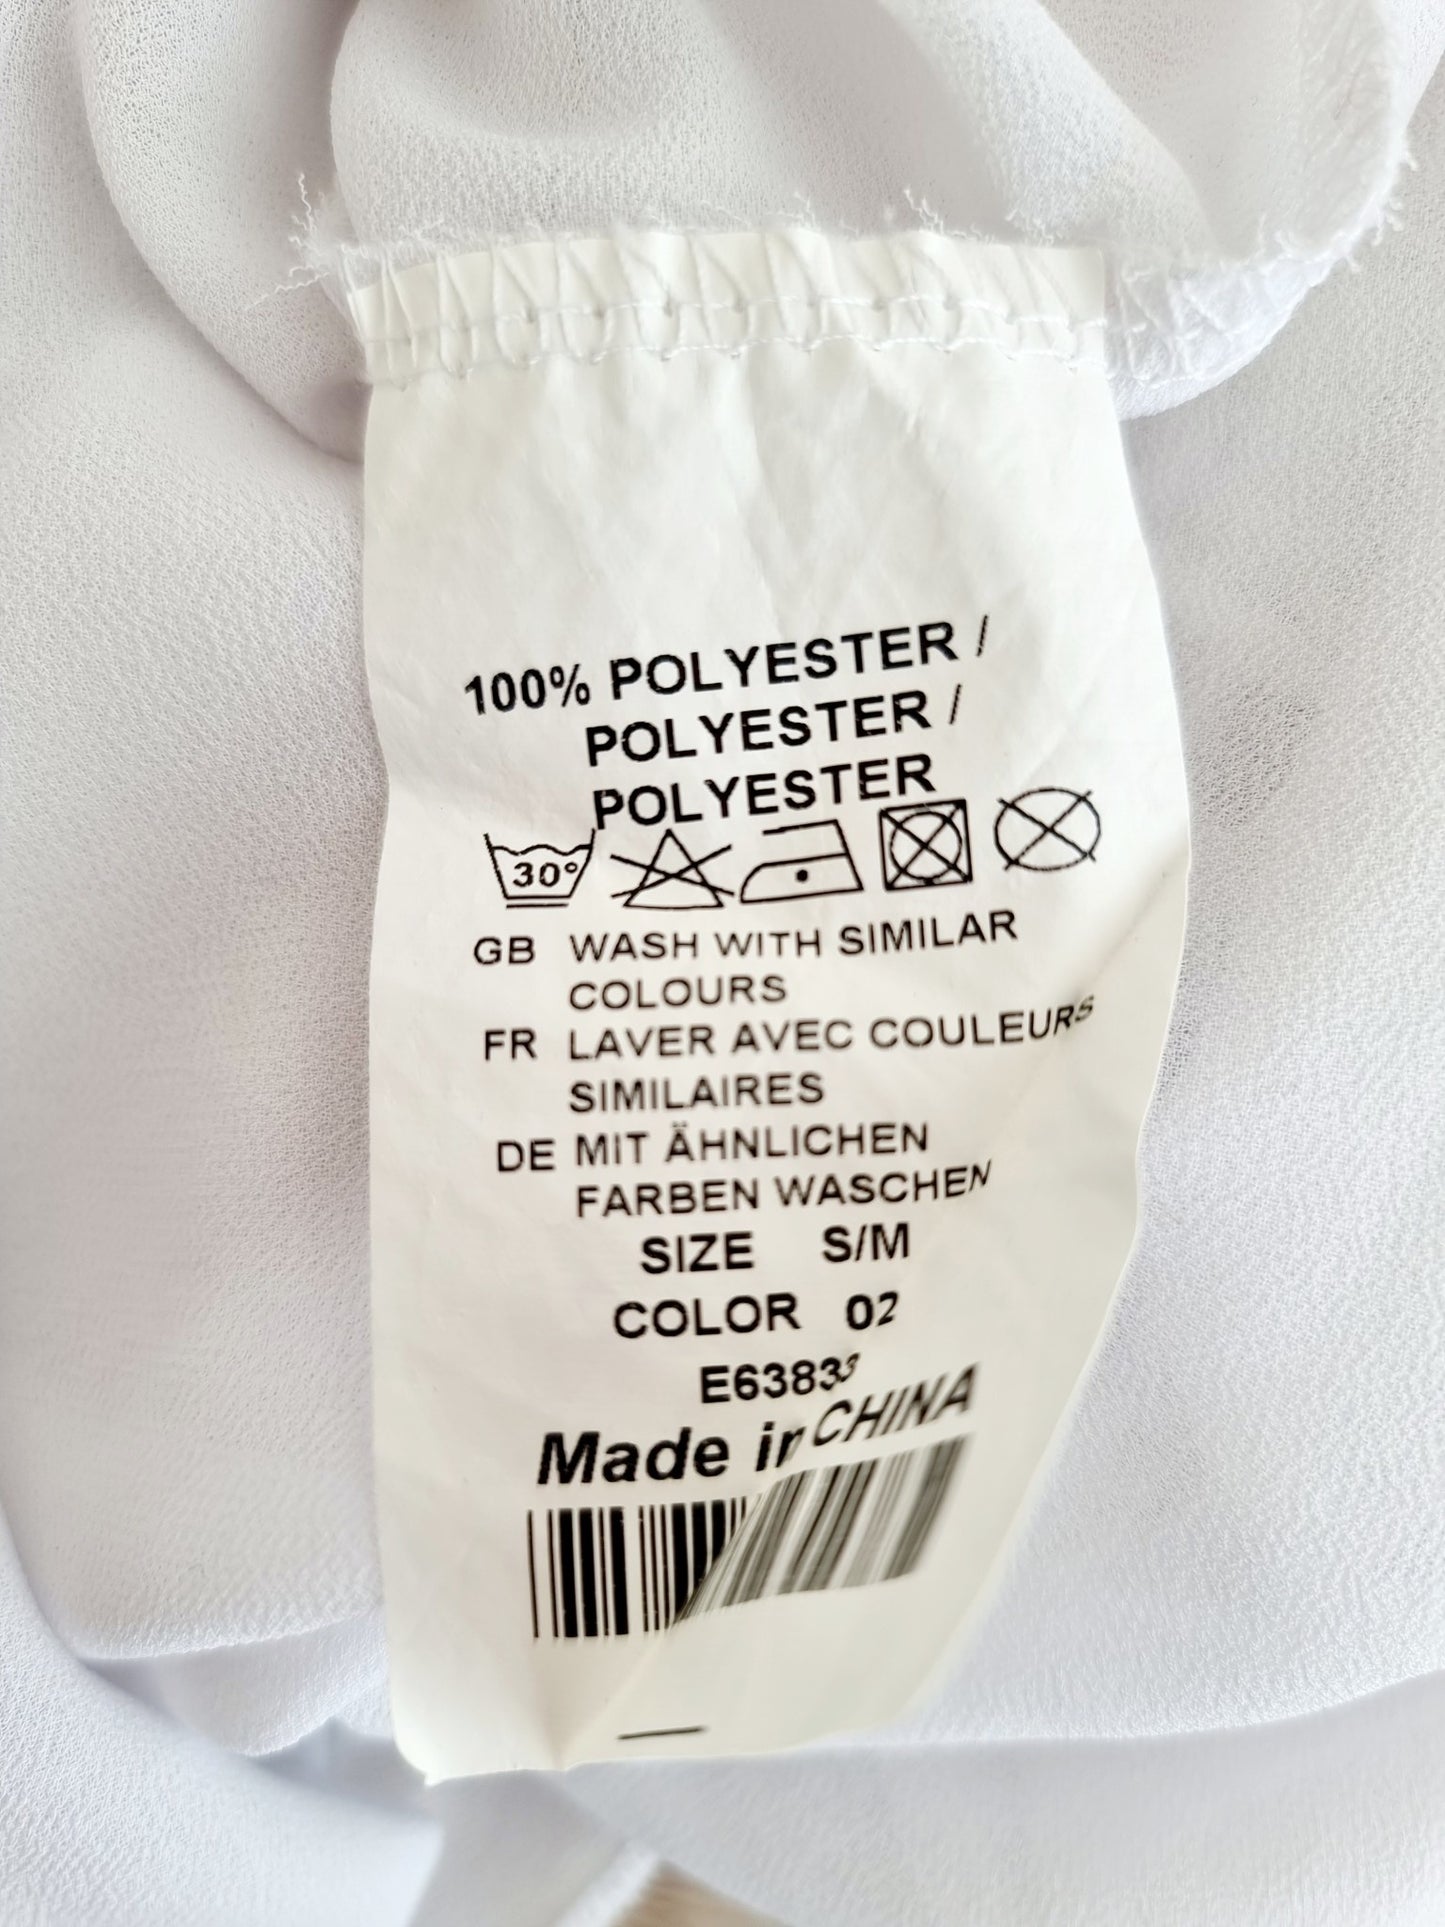 100% POLYESTER /
POLYESTER /
POLYESTER
30°
GB WASH WITH SIMILAR
COLOURS
FR LAVER AVEC COULEURS
SIMILAIRES
DE MIT ÄHNLICHEN
FARBEN WASCHEN
SIZE S/M
COLOR 02
E63833
Made in CHINA